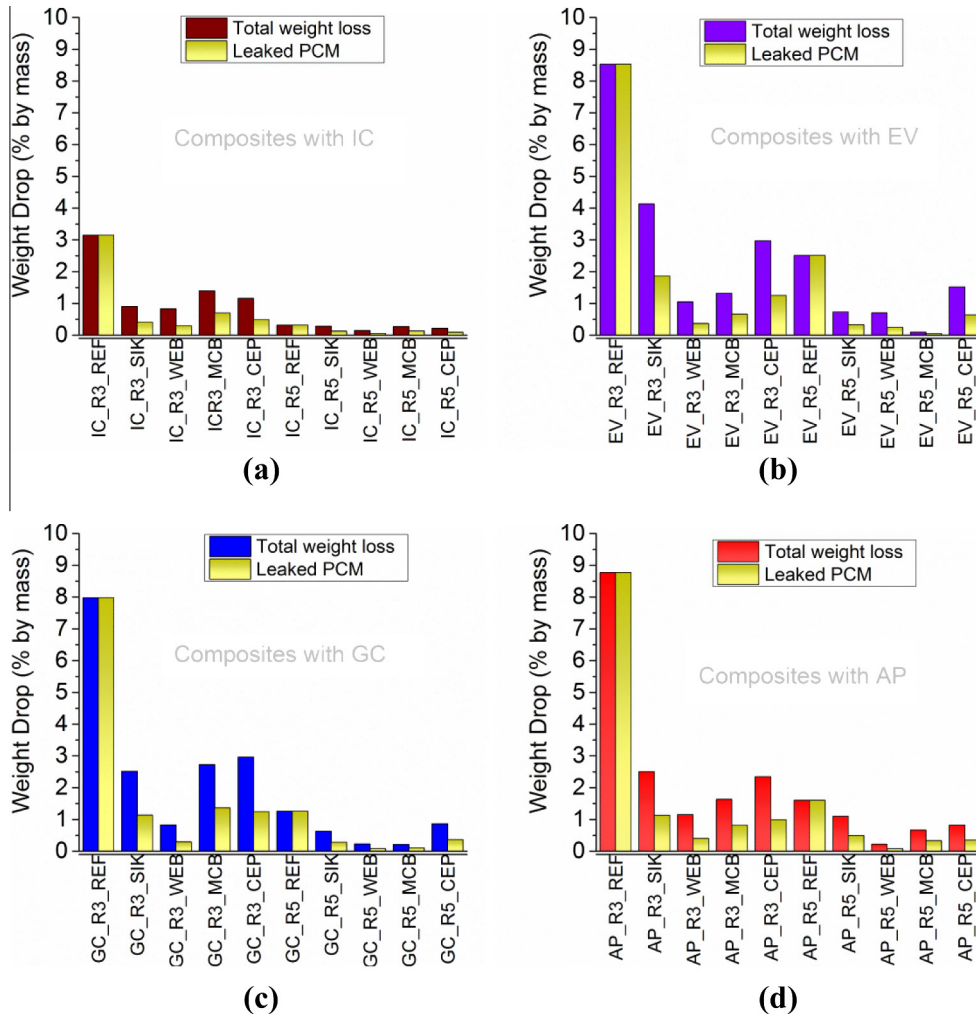 10
9
8
7
6
5
4
3
2
1
0
Weight Drop (% by mass)
Total weight loss
Leaked PCM
Composites with IC
IC_R3_REF
IC_R3_SIK
IC_R3_WEB
ICR3_MCB
IC_R3_CEP
IC_R5_REF
IC_R5_SIK
IC_R5_WEB
IC_R5_MCB
IC_R5_CEP
(a)
10
9
8
7
6
5
4
3
2
1
0
Weight Drop (% by mass)
Total weight loss
Leaked PCM
Composites with EV
EV_R3_REF
EV_R3_SIK
EV_R3_WEB
EV_R3_MCB
EV_R3_CEP
EV_R5_REF
EV_R5_SIK
EV_R5_WEB
EV_R5_MCB
EV_R5_CEP
(b)
10
9
8
7
6
5
4
3
2
1
0
Weight Drop (% by mass)
Total weight loss
Leaked PCM
Composites with GC
GC_R3_REF
GC_R3_SIK
GC_R3_WEB
GC_R3_MCB
GC_R3_CEP
GC_R5_REF
GC_R5_SIK
GC_R5_WEB
GC_R5_MCB
GC_R5_CEP
(c)
10
9
8
7
6
5
4
3
2
1
0
Weight Drop (% by mass)
Total weight loss
Leaked PCM
Composites with AP
AP_R3_REF
AP_R3_SIK
AP_R3_WEB
AP_R3_MCB
AP_R3_CEP
AP_R5_REF
AP_R5_SIK
AP_R5_WEB
AP_R5_MCB
AP_R5_CEP
(d)